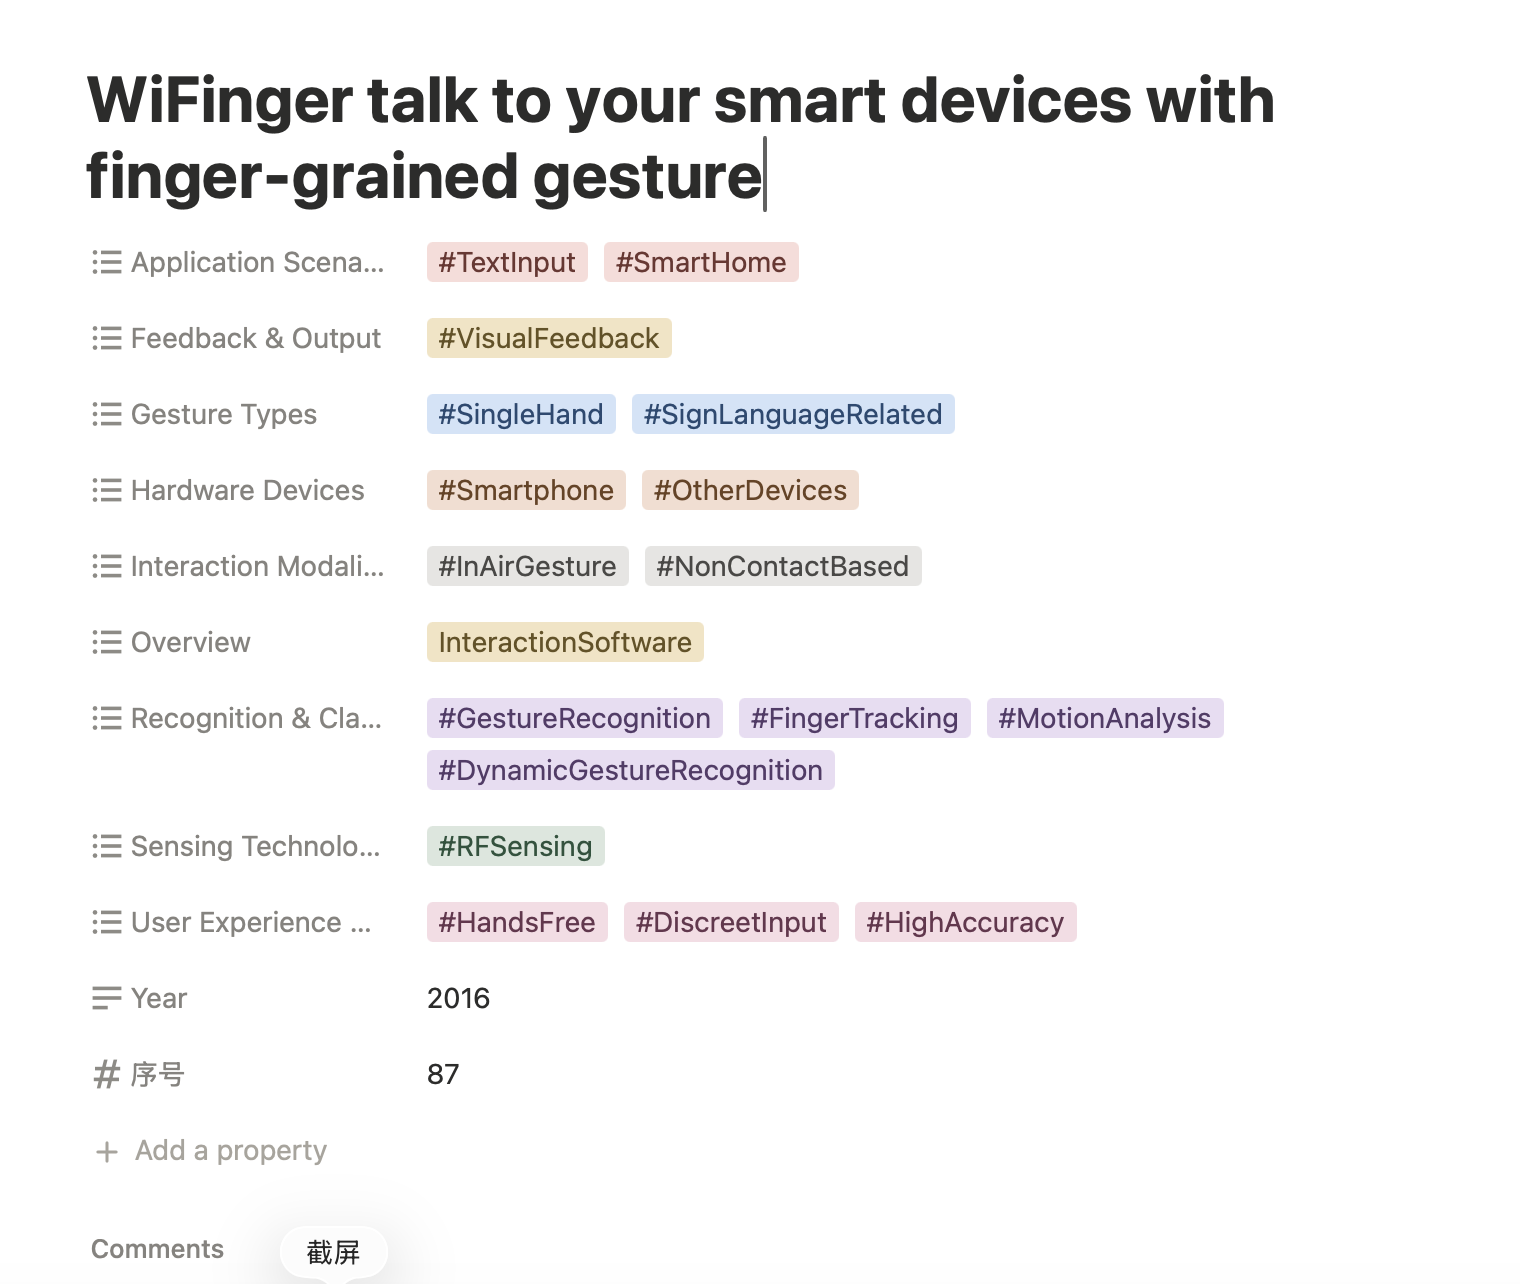 WiFinger talk to your smart devices with
finger-grained gesture
Application Scena... #TextInput #SmartHome
Feedback & Output #VisualFeedback
Gesture Types #SingleHand #SignLanguageRelated
Hardware Devices #Smartphone #OtherDevices
Interaction Modali... #InAirGesture #NonContactBased
Overview InteractionSoftware
Recognition & Cla... #GestureRecognition #FingerTracking #MotionAnalysis
#DynamicGestureRecognition
Sensing Technolo... #RFSensing
User Experience ... #HandsFree #DiscreetInput #HighAccuracy
Year 2016
# 序号 87
+ Add a property
Comments 截屏